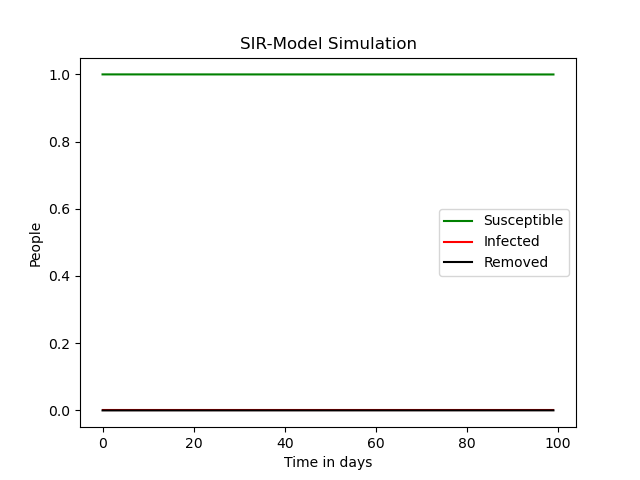 SIR-Model Simulation
1.0
0.8
0.6
0.4
0.2
0.0
People
Susceptible
Infected
Removed
0 20 40 60 80 100
Time in days